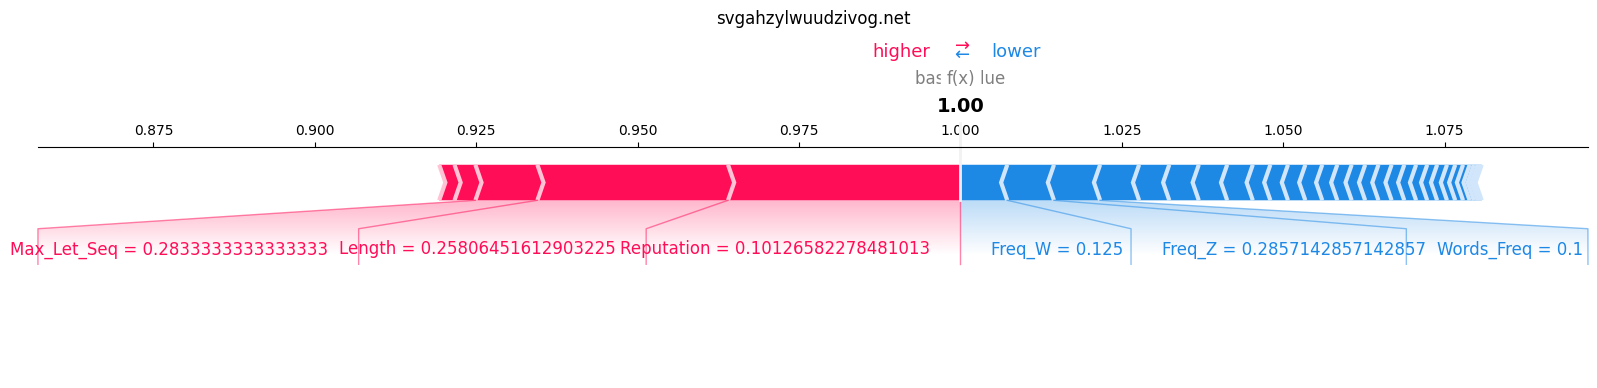 svgahzylwuudzivog.net
higher ⇄ lower
bas f(x) lue
1.00
0.875 0.900 0.925 0.950 0.975 1.000 1.025 1.050 1.075
Max_Let_Seq = 0.2833333333333333 Length = 0.25806451612903225 Reputation = 0.10126582278481013 Freq_W = 0.125 Freq_Z = 0.2857142857142857 Words_Freq = 0.1